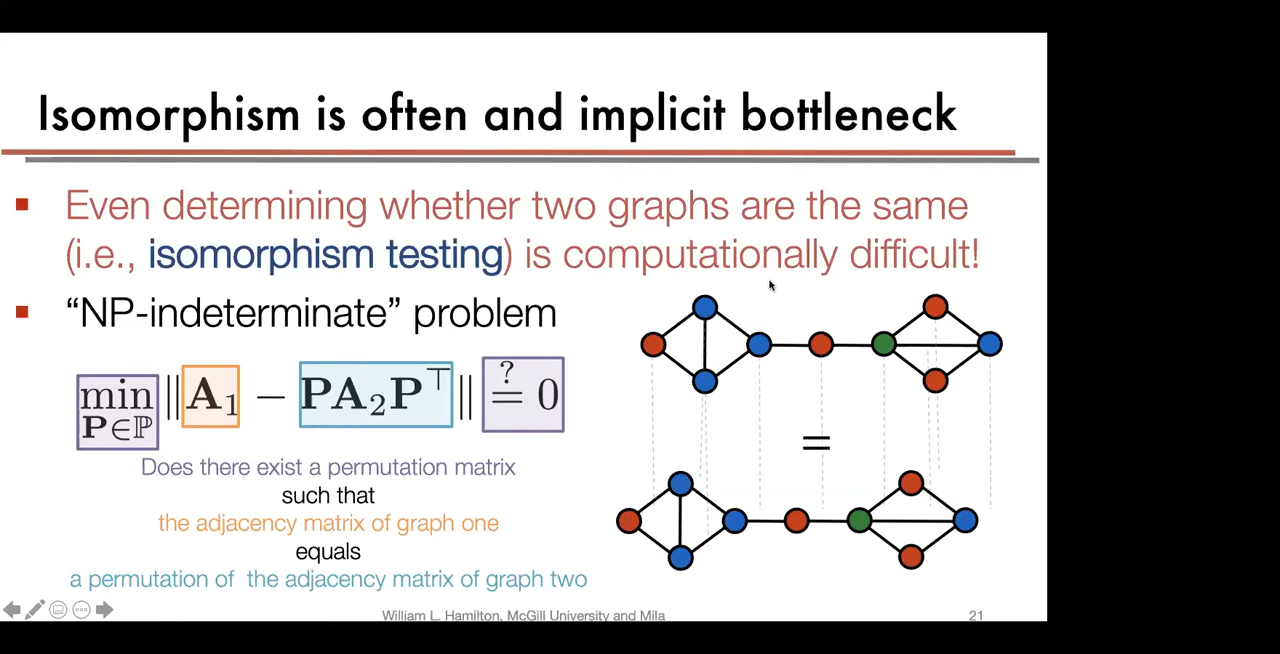 Isomorphism is often and implicit bottleneck
▪ Even determining whether two graphs are the same
(i.e., isomorphism testing) is computationally difficult!
▪ “NP-indeterminate” problem
min P∈ℙ ‖A₁ − PA₂P⊤‖ ?= 0
Does there exist a permutation matrix
such that
the adjacency matrix of graph one
equals
a permutation of the adjacency matrix of graph two
=
William L. Hamilton, McGill University and Mila
21